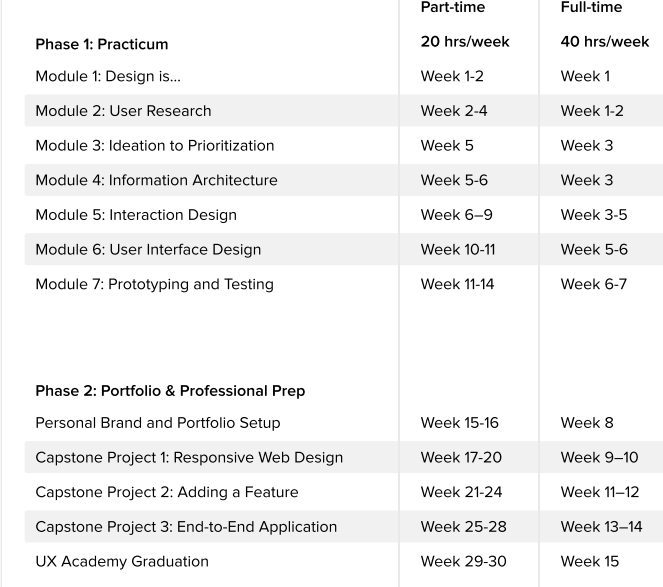 Part-time Full-time
Phase 1: Practicum 20 hrs/week 40 hrs/week
Module 1: Design is... Week 1-2 Week 1
Module 2: User Research Week 2-4 Week 1-2
Module 3: Ideation to Prioritization Week 5 Week 3
Module 4: Information Architecture Week 5-6 Week 3
Module 5: Interaction Design Week 6–9 Week 3-5
Module 6: User Interface Design Week 10-11 Week 5-6
Module 7: Prototyping and Testing Week 11-14 Week 6-7
Phase 2: Portfolio & Professional Prep
Personal Brand and Portfolio Setup Week 15-16 Week 8
Capstone Project 1: Responsive Web Design Week 17-20 Week 9–10
Capstone Project 2: Adding a Feature Week 21-24 Week 11–12
Capstone Project 3: End-to-End Application Week 25-28 Week 13–14
UX Academy Graduation Week 29-30 Week 15